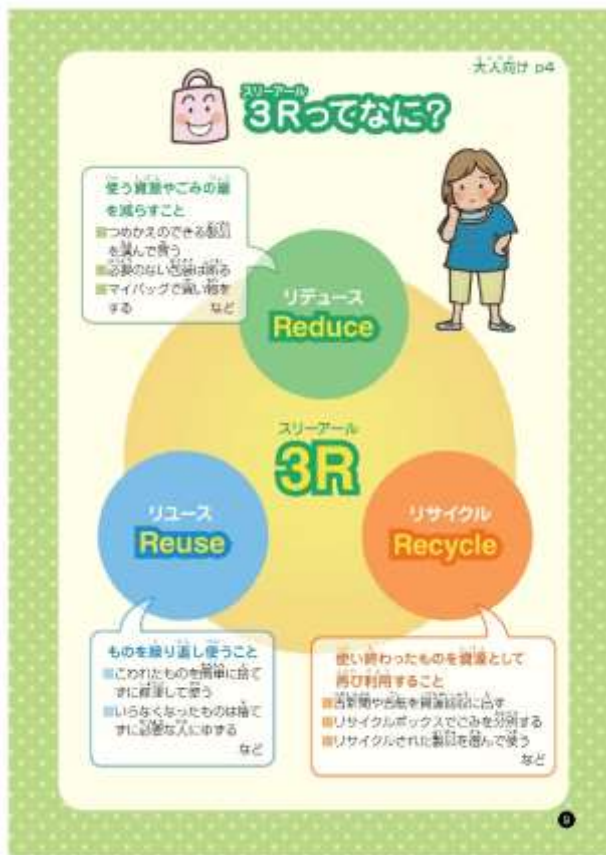 大人向け p4
スリーアール
3Rってなに?
使う資源やごみの量
を減らすこと
■つめかえのできる製品
を選んで買う
■必要のない包装は断る
■マイバッグで買い物を
する など
リデュース
Reduce
スリーアール
3R
リユース
Reuse
リサイクル
Recycle
ものを繰り返し使うこと
■こわれたものを簡単に捨て
ずに修理して使う
■いらなくなったものは捨て
ずに必要な人にゆずる
など
使い終わったものを資源として
再び利用すること
■古新聞や古紙を資源回収に出す
■リサイクルボックスでごみを分別する
■リサイクルされた製品を選んで使う
など
9